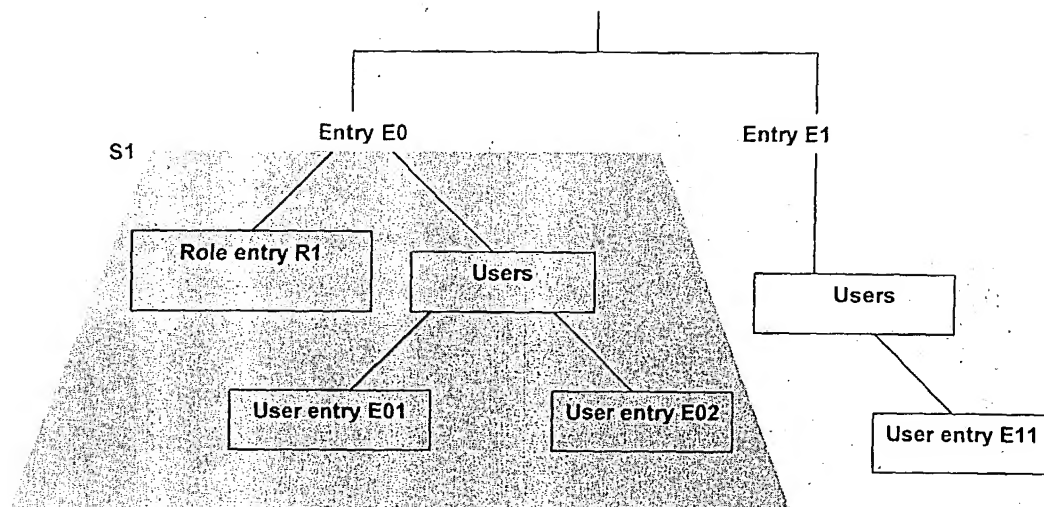 Entry E0
Entry E1
S1
Role entry R1
Users
Users
User entry E01
User entry E02
User entry E11